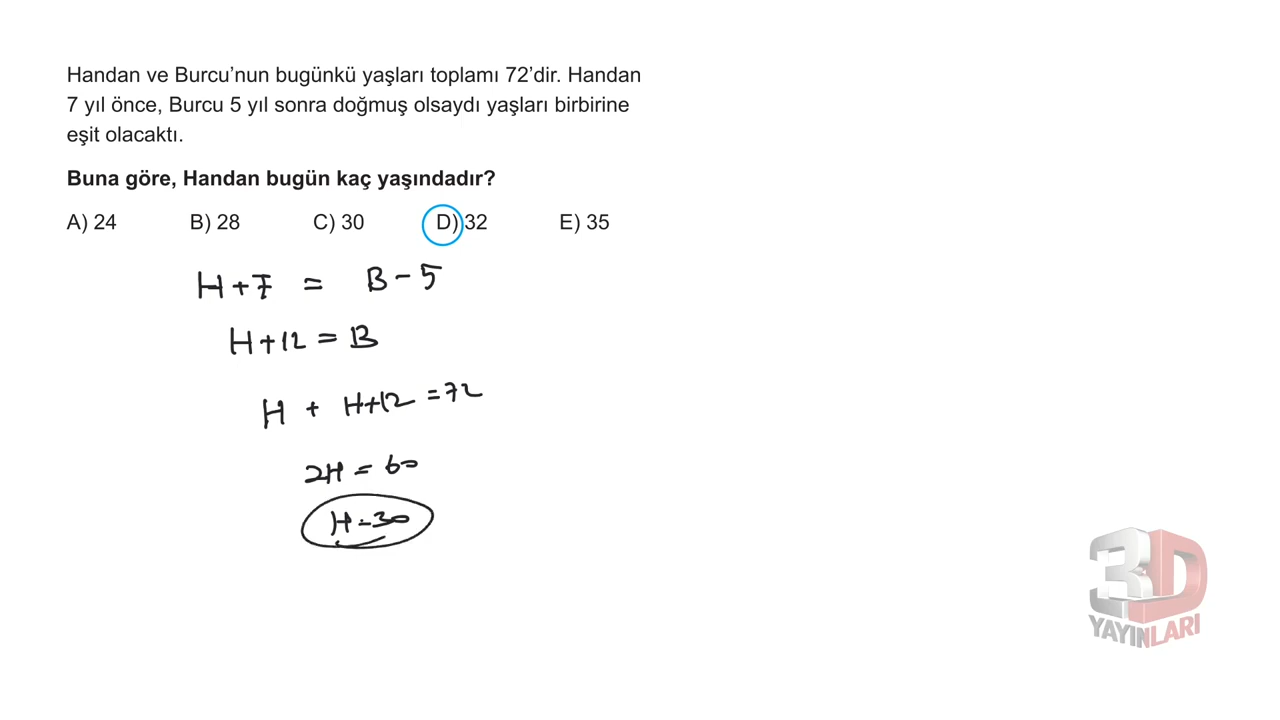 Handan ve Burcu’nun bugünkü yaşları toplamı 72’dir. Handan
7 yıl önce, Burcu 5 yıl sonra doğmuş olsaydı yaşları birbirine
eşit olacaktı.
Buna göre, Handan bugün kaç yaşındadır?
A) 24 B) 28 C) 30 D) 32 E) 35
H+7 = B-5
H+12 = B
H + H+12 = 72
2H = 60
H=30
3D
YAYINLARI